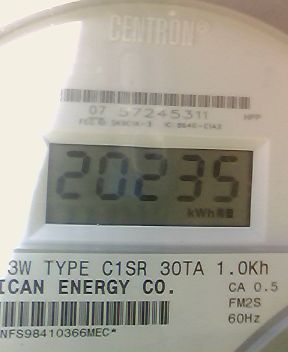 CENTRON®
07 57245311 HPP
20235
kWh
3W TYPE C1SR 30TA 1.0Kh
ICAN ENERGY CO. CA 0.5
FM2S
NFS98410366MEC* 60Hz